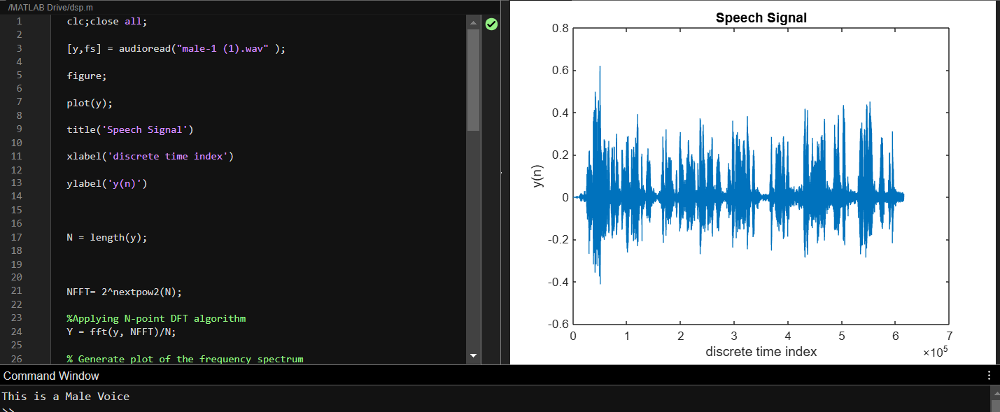 /MATLAB Drive/dsp.m
1 clc;close all;
2
3 [y,fs] = audioread("male-1 (1).wav" );
4
5 figure;
6
7 plot(y);
8
9 title('Speech Signal')
10
11 xlabel('discrete time index')
12
13 ylabel('y(n)')
14
15
16
17 N = length(y);
18
19
20
21 NFFT= 2^nextpow2(N);
22
23 %Applying N-point DFT algorithm
24 Y = fft(y, NFFT)/N;
25
26 % Generate plot of the frequency spectrum
Speech Signal
0.8
0.6
0.4
0.2
0
-0.2
-0.4
-0.6
y(n)
0 1 2 3 4 5 6 7
discrete time index
×10⁵
Command Window
This is a Male Voice
>>